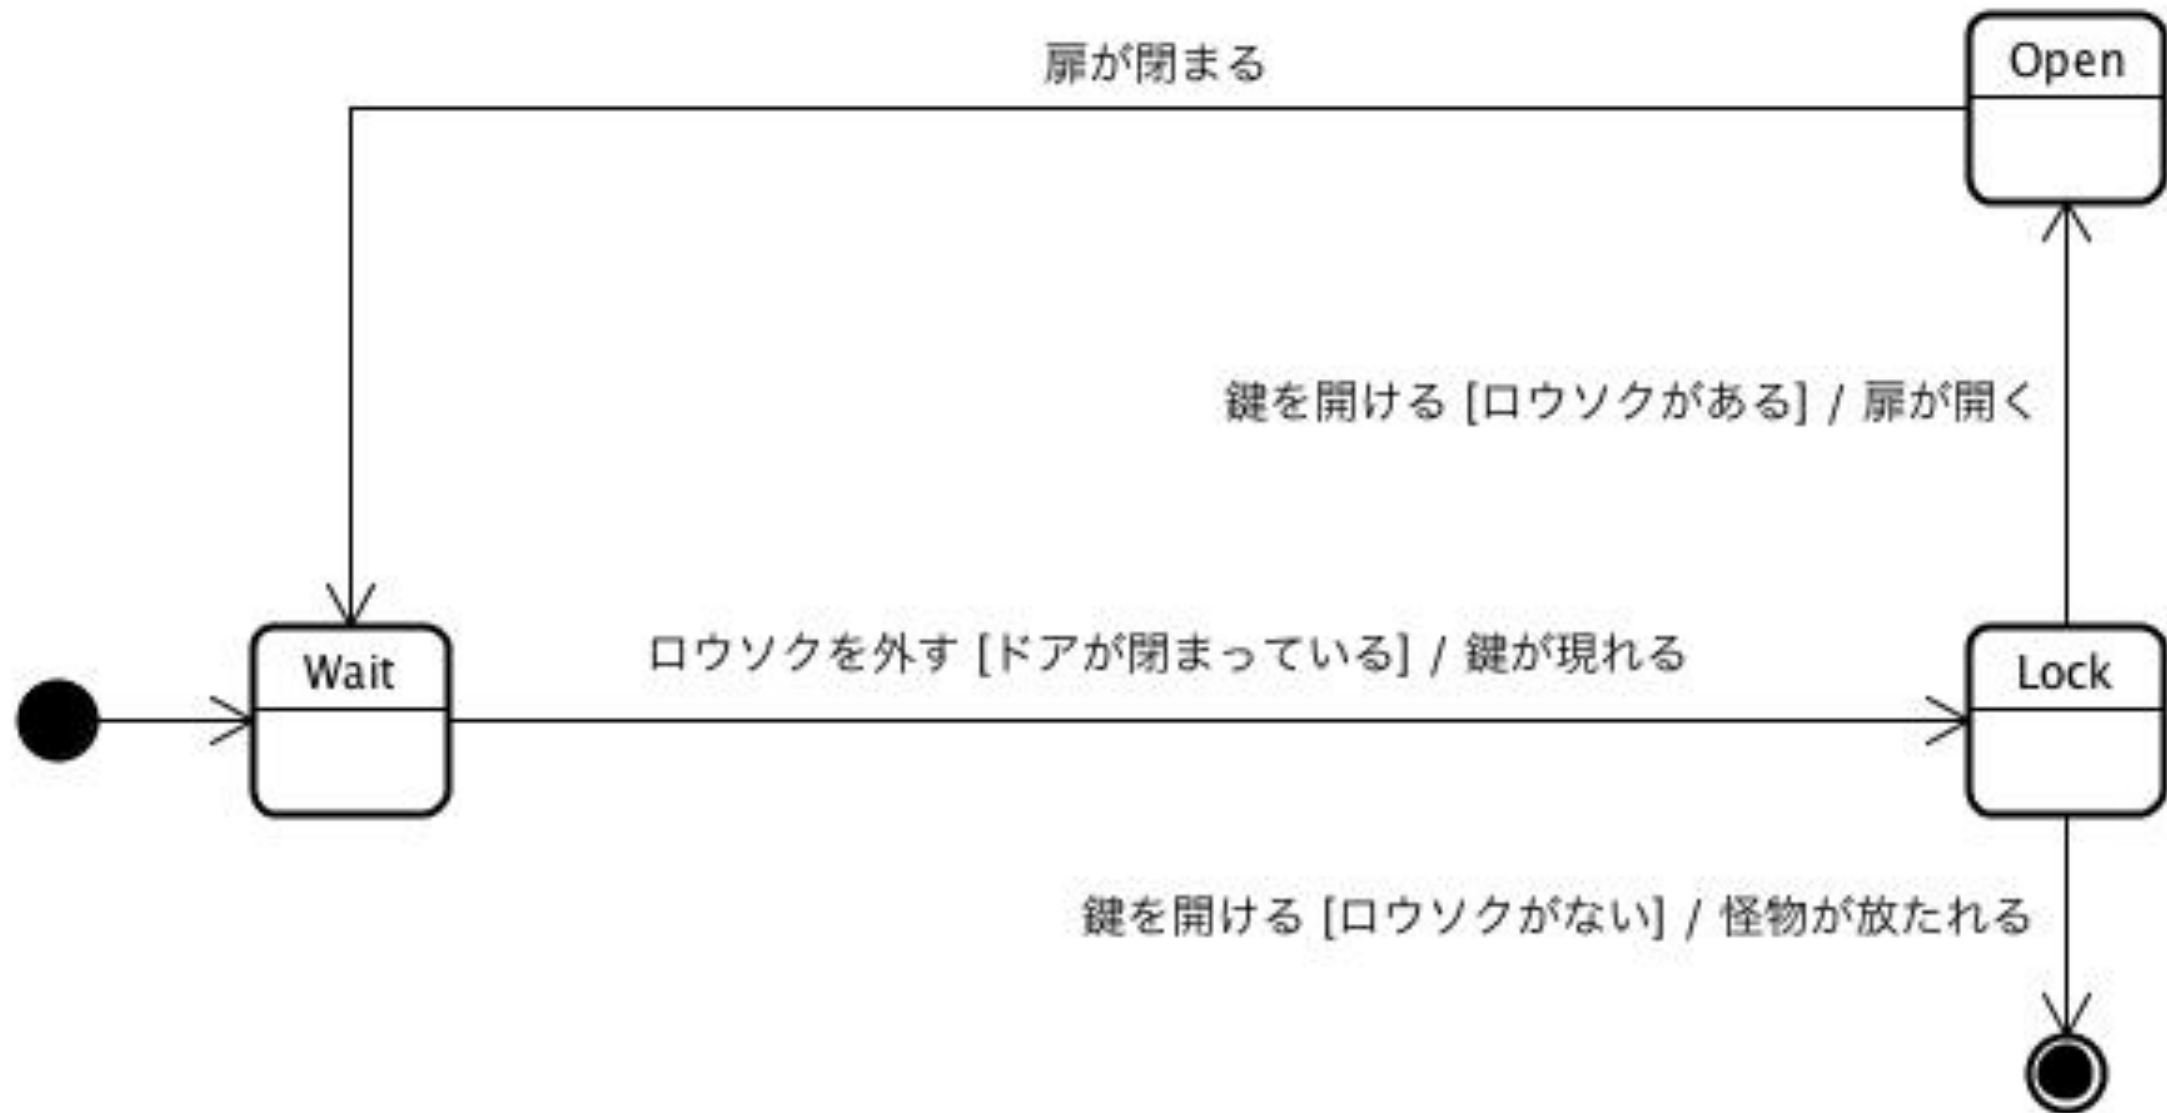 扉が閉まる
Open
鍵を開ける [ロウソクがある] / 扉が開く
ロウソクを外す [ドアが閉まっている] / 鍵が現れる
Wait
Lock
鍵を開ける [ロウソクがない] / 怪物が放たれる